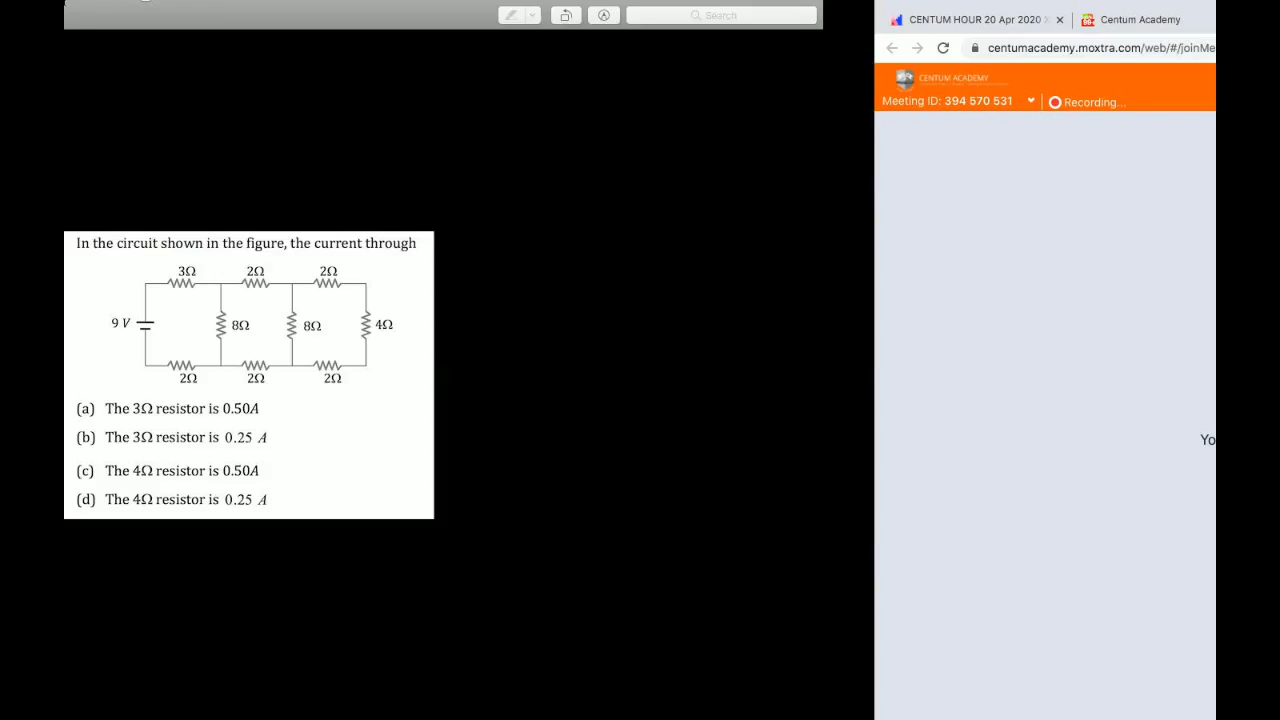 Search
CENTUM HOUR 20 Apr 2020
Centum Academy
centumacademy.moxtra.com/web/#/joinMe
CENTUM ACADEMY
Meeting ID: 394 570 531
Recording...
In the circuit shown in the figure, the current through
3Ω 2Ω 2Ω
9 V 8Ω 8Ω 4Ω
2Ω 2Ω 2Ω
(a) The 3Ω resistor is 0.50A
(b) The 3Ω resistor is 0.25 A
(c) The 4Ω resistor is 0.50A
(d) The 4Ω resistor is 0.25 A
Yo